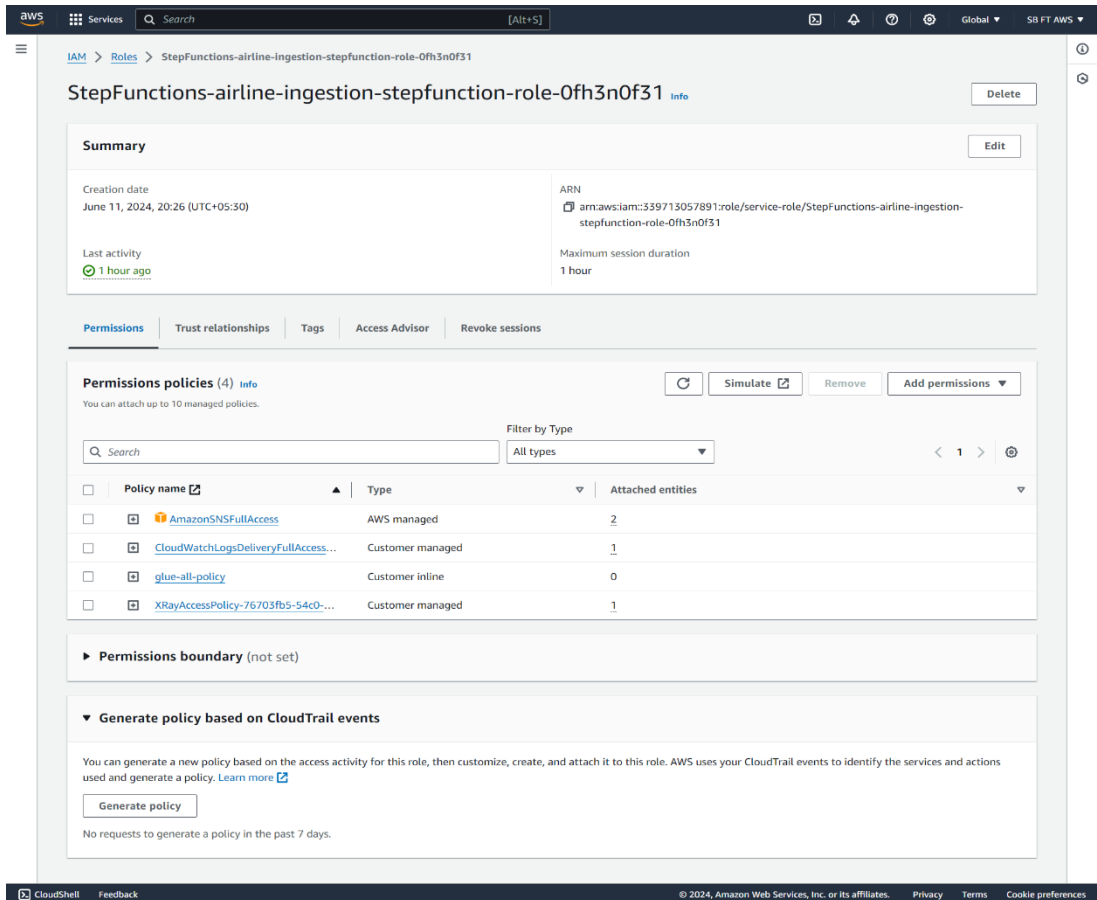 aws Services Search [Alt+S] Global ▼ SB FT AWS ▼
IAM > Roles > StepFunctions-airline-ingestion-stepfunction-role-0fh3n0f31
StepFunctions-airline-ingestion-stepfunction-role-0fh3n0f31 Info Delete
Summary Edit
Creation date
June 11, 2024, 20:26 (UTC+05:30)
ARN
arn:aws:iam::339713057891:role/service-role/StepFunctions-airline-ingestion-
stepfunction-role-0fh3n0f31
Last activity
1 hour ago
Maximum session duration
1 hour
Permissions Trust relationships Tags Access Advisor Revoke sessions
Permissions policies (4) Info Simulate Remove Add permissions ▼
You can attach up to 10 managed policies.
Filter by Type
Search All types ▼ < 1 >
Policy name ▲ Type Attached entities
AmazonSNSFullAccess AWS managed 2
CloudWatchLogsDeliveryFullAccess... Customer managed 1
glue-all-policy Customer inline 0
XRayAccessPolicy-76703fb5-54c0-... Customer managed 1
▶ Permissions boundary (not set)
▼ Generate policy based on CloudTrail events
You can generate a new policy based on the access activity for this role, then customize, create, and attach it to this role. AWS uses your CloudTrail events to identify the services and actions
used and generate a policy. Learn more
Generate policy
No requests to generate a policy in the past 7 days.
CloudShell Feedback © 2024, Amazon Web Services, Inc. or its affiliates. Privacy Terms Cookie preferences